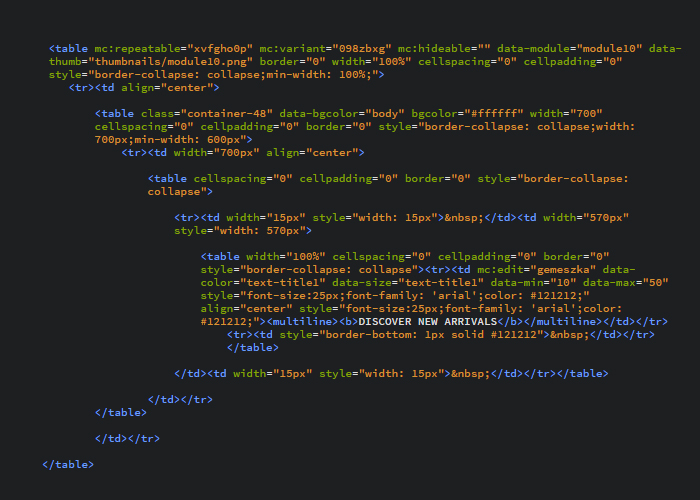 <table mc:repeatable="xvfgho0p" mc:variant="098zbxg" mc:hideable="" data-module="module10" data-
thumb="thumbnails/module10.png" border="0" width="100%" cellspacing="0" cellpadding="0"
style="border-collapse: collapse;min-width: 100%;">
<tr><td align="center">
<table class="container-48" data-bgcolor="body" bgcolor="#ffffff" width="700"
cellspacing="0" cellpadding="0" border="0" style="border-collapse: collapse;width:
700px;min-width: 600px">
<tr><td width="700px" align="center">
<table cellspacing="0" cellpadding="0" border="0" style="border-collapse:
collapse">
<tr><td width="15px" style="width: 15px">&nbsp;</td><td width="570px"
style="width: 570px">
<table width="100%" cellspacing="0" cellpadding="0" border="0"
style="border-collapse: collapse"><tr><td mc:edit="gemeszka" data-
color="text-title1" data-size="text-title1" data-min="10" data-max="50"
style="font-size:25px;font-family: 'arial';color: #121212;"
align="center" style="font-size:25px;font-family: 'arial';color:
#121212;"><multiline><b>DISCOVER NEW ARRIVALS</b></multiline></td></tr>
<tr><td style="border-bottom: 1px solid #121212">&nbsp;</td></tr>
</table>
</td><td width="15px" style="width: 15px">&nbsp;</td></tr></table>
</td></tr>
</table>
</td></tr>
</table>